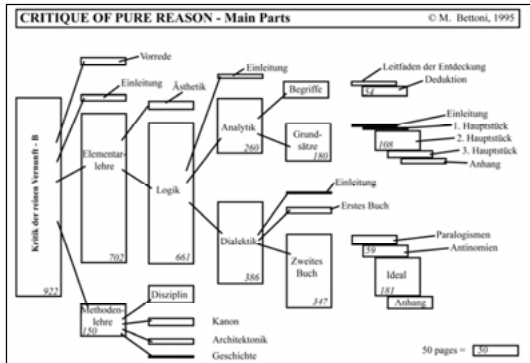 CRITIQUE OF PURE REASON - Main Parts
© M. Bettoni, 1995
Vorrede
Einleitung
Ästhetik
Einleitung
Begriffe
Leitfaden der Entdeckung
Deduktion
54
Kritik der reinen Vernunft - B
922
Elementar-
lehre
702
Logik
661
Analytik
260
Grund-
sätze
180
Einleitung
1. Hauptstück
2. Hauptstück
108
3. Hauptstück
Anhang
Dialektik
386
Einleitung
Erstes Buch
Zweites
Buch
347
Paralogismen
Antinomien
59
Ideal
181
Anhang
Methoden-
lehre
150
Disziplin
Kanon
Architektonik
Geschichte
50 pages =
50